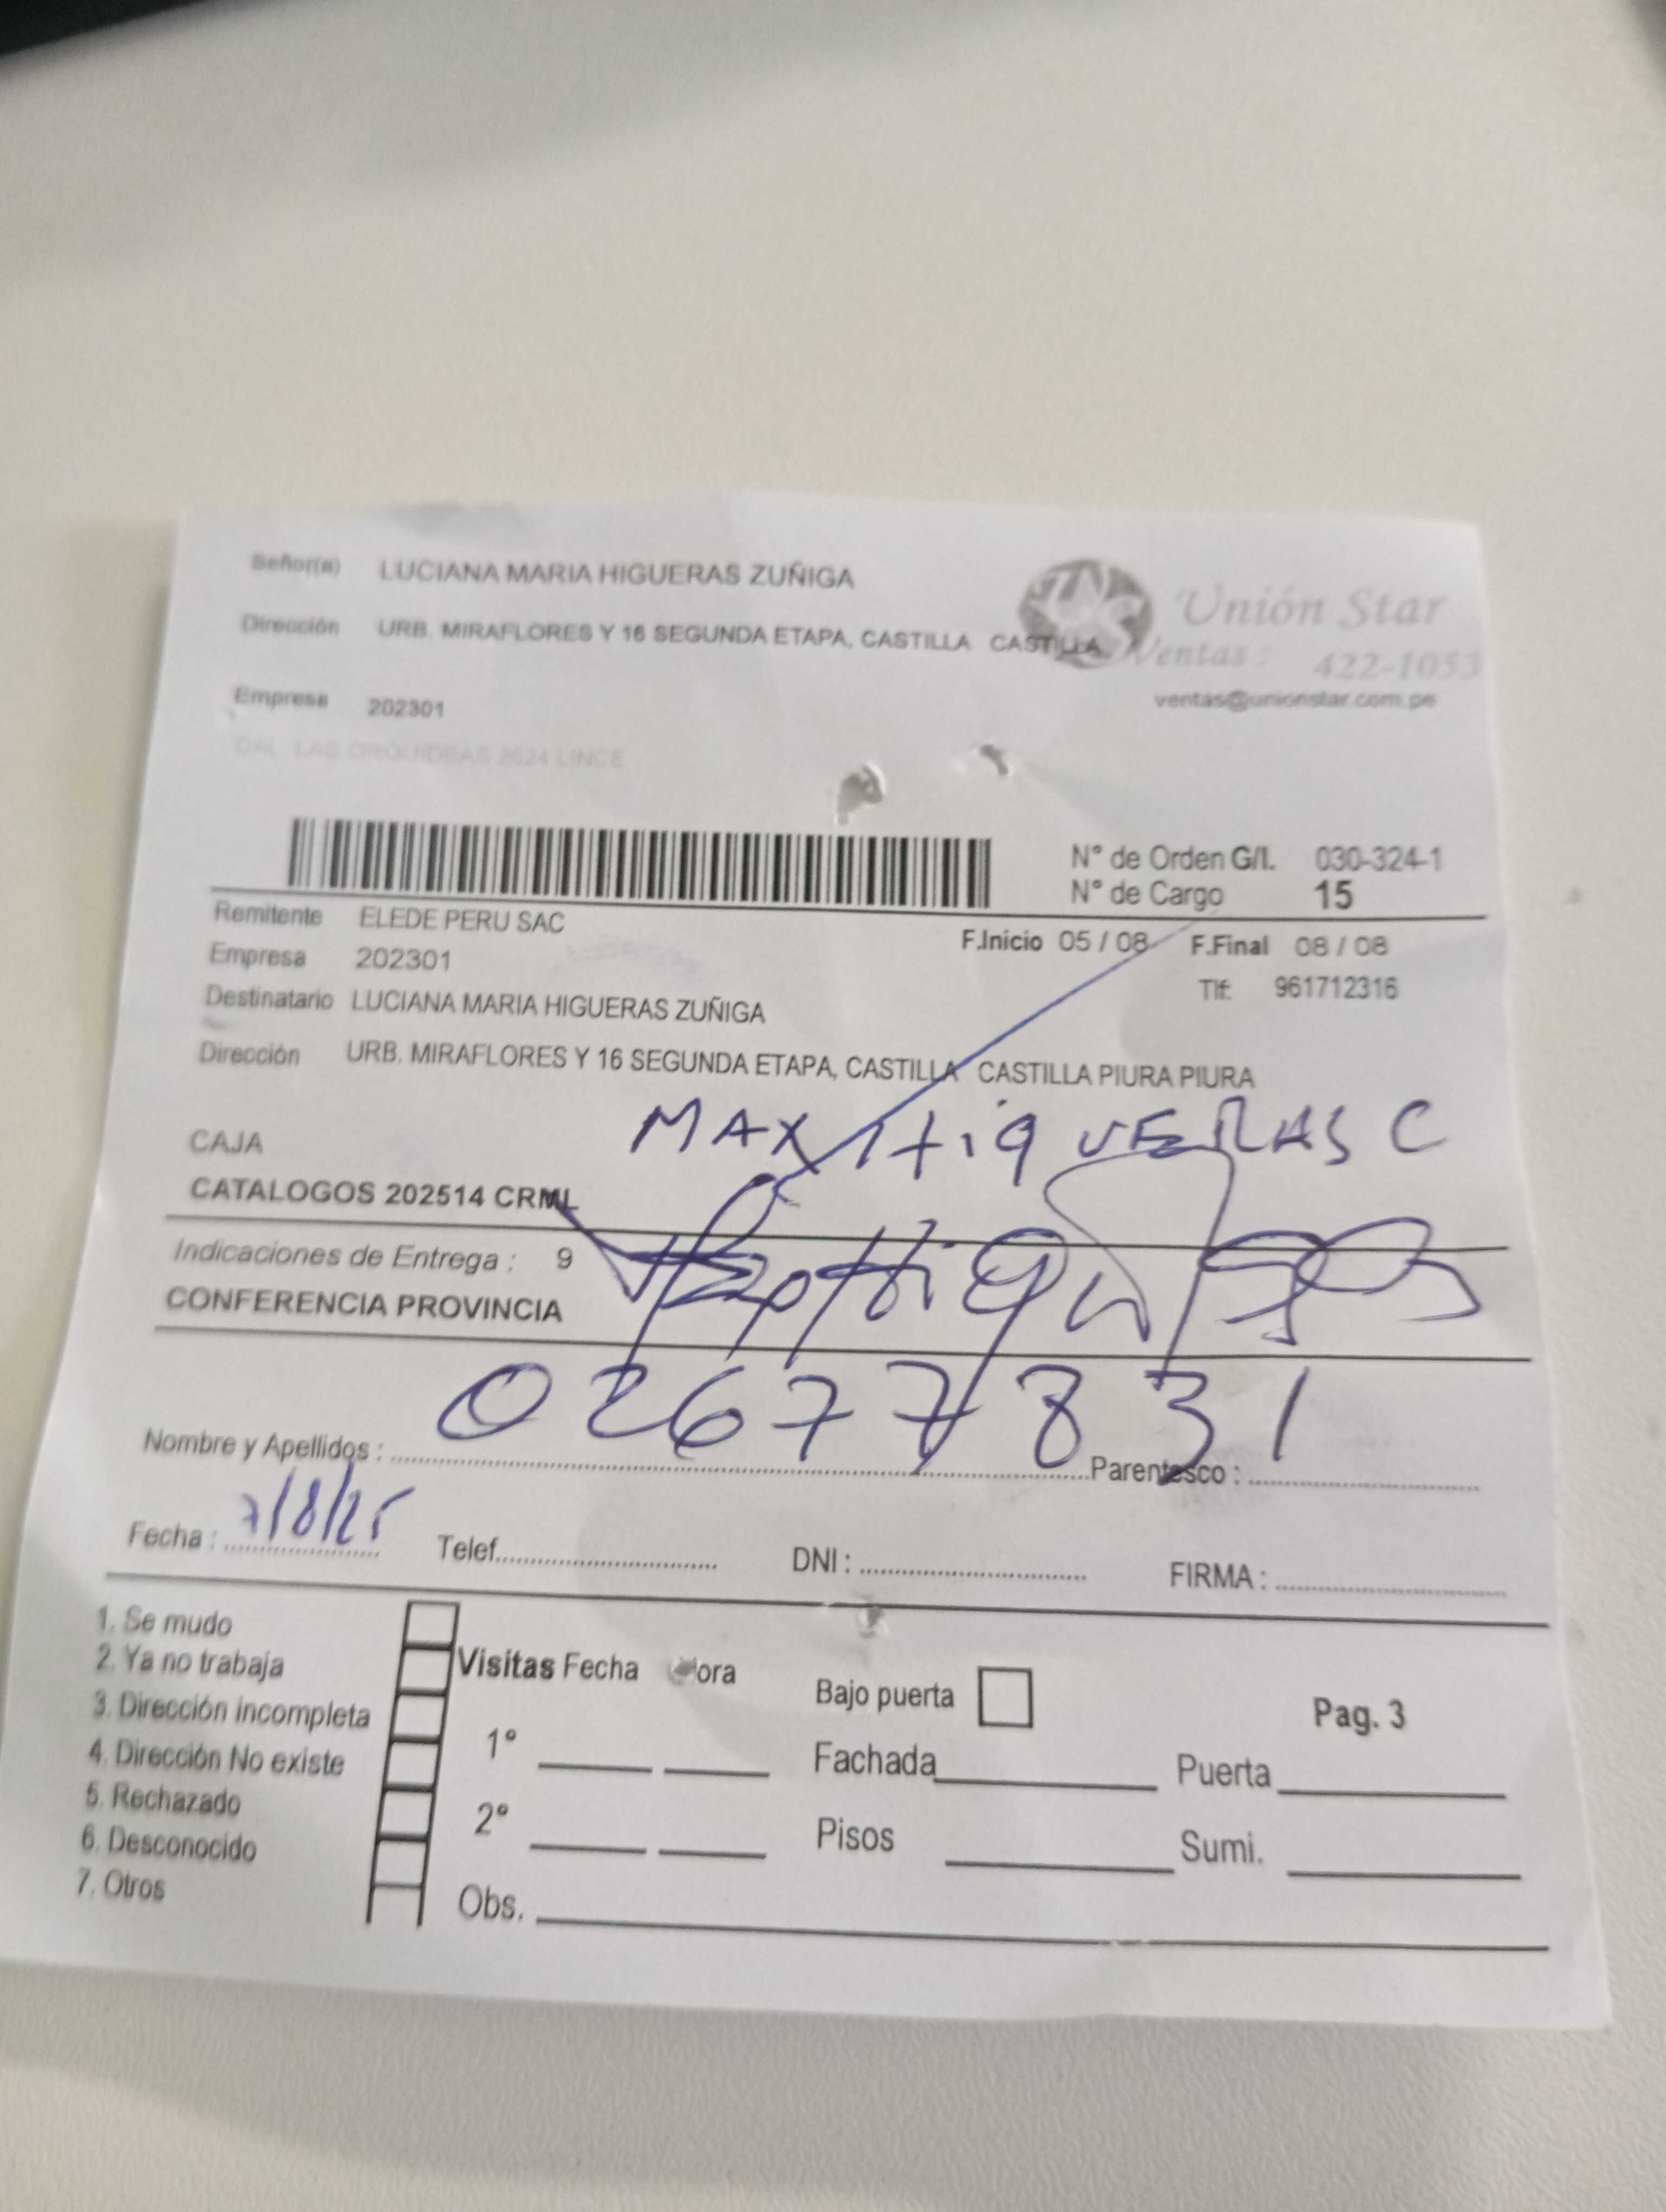 Señor(a) LUCIANA MARIA HIGUERAS ZUÑIGA
Dirección URB. MIRAFLORES Y 16 SEGUNDA ETAPA, CASTILLA CASTILLA
Unión Star
Ventas : 422-1053
ventas@unionstar.com.pe
Empresa 202301
CAL LAS ORQUIDEAS 2624 LINCE
N° de Orden G/I. 030-324-1
N° de Cargo 15
Remitente ELEDE PERU SAC
F.Inicio 05 / 08 F.Final 08 / 08
Empresa 202301
Tlf: 961712316
Destinatario LUCIANA MARIA HIGUERAS ZUÑIGA
Dirección URB. MIRAFLORES Y 16 SEGUNDA ETAPA, CASTILLA CASTILLA PIURA PIURA
MAX HigUERAS C
CAJA
CATALOGOS 202514 CRML
Indicaciones de Entrega : 9
CONFERENCIA PROVINCIA
02677831
Nombre y Apellidos : Parentesco :
Fecha : 7/8/25 Telef. DNI : FIRMA :
1. Se mudo
2. Ya no trabaja
3. Dirección incompleta
4. Dirección No existe
5. Rechazado
6. Desconocido
7. Otros
Visitas Fecha Hora
1°
2°
Obs.
Bajo puerta
Pag. 3
Fachada Puerta
Pisos Sumi.